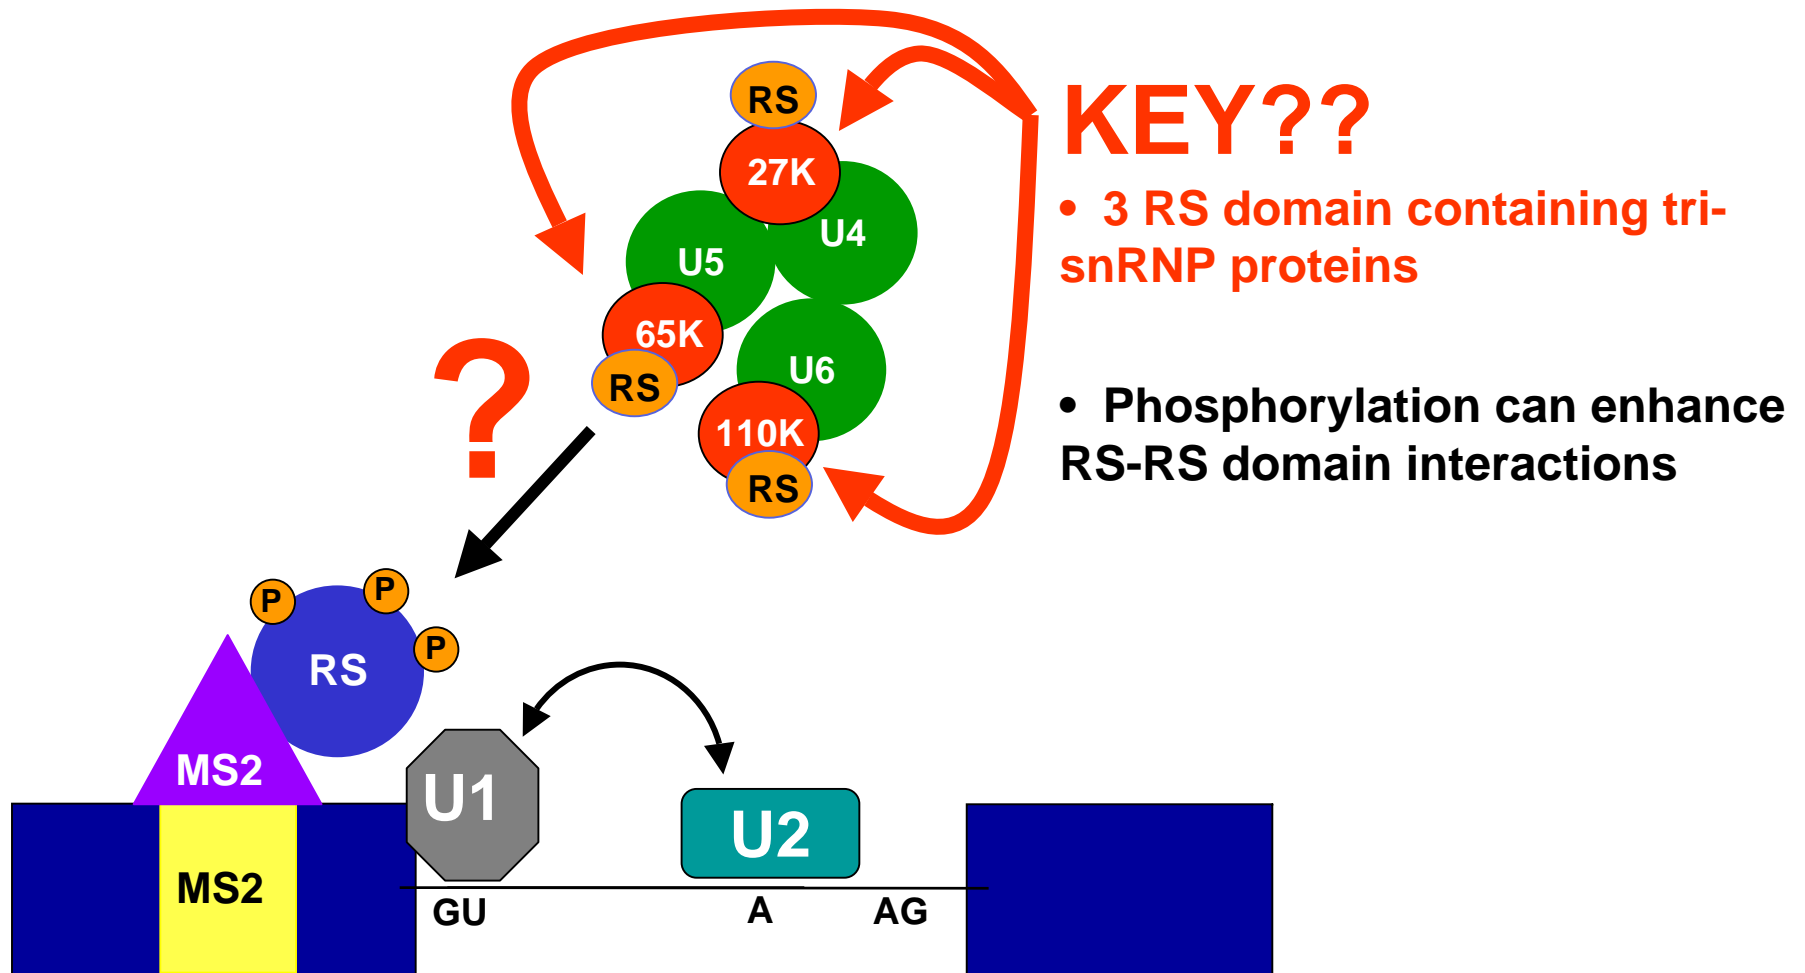 RS
27K
U4
U5
65K
RS
U6
110K
RS
KEY??
• 3 RS domain containing tri-
snRNP proteins
• Phosphorylation can enhance
RS-RS domain interactions
?
P
P
P
RS
MS2
U1
U2
MS2
GU
A
AG